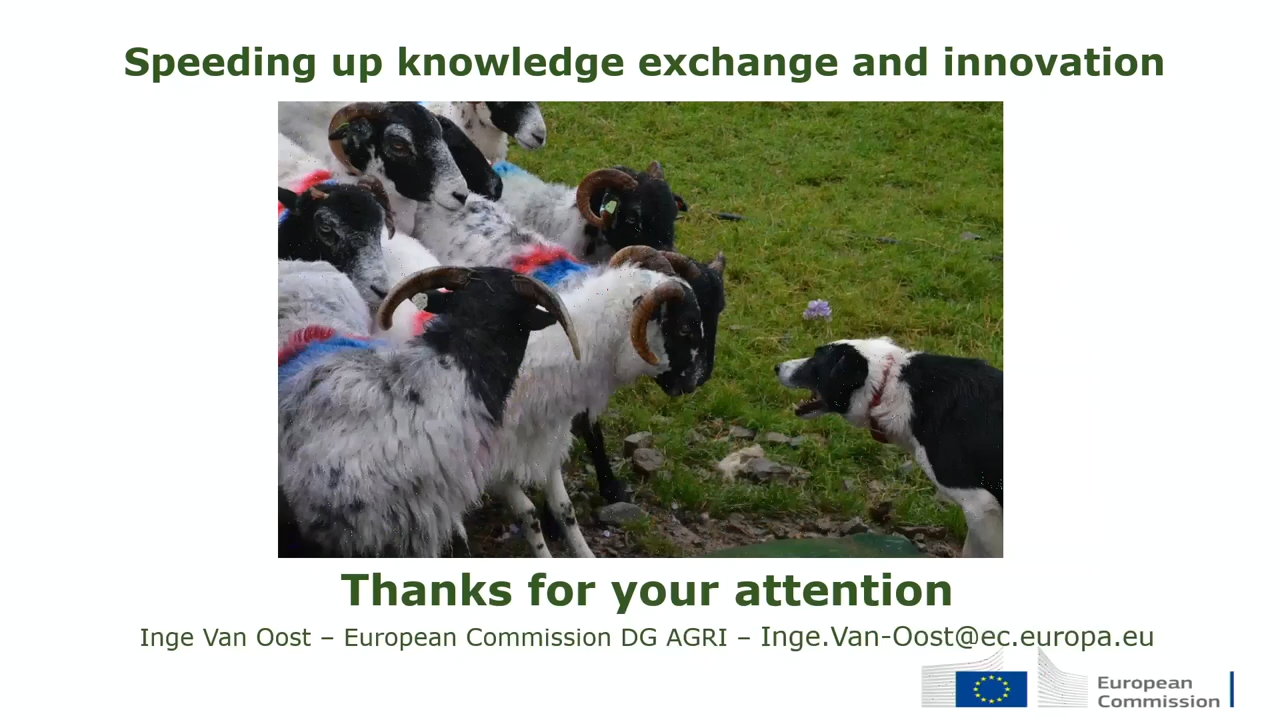 Speeding up knowledge exchange and innovation
Thanks for your attention
Inge Van Oost – European Commission DG AGRI – Inge.Van-Oost@ec.europa.eu
European
Commission